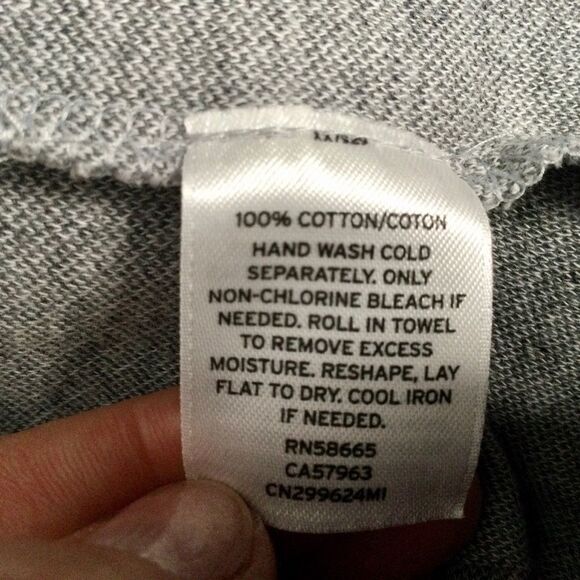 100% COTTON/COTON
HAND WASH COLD
SEPARATELY. ONLY
NON-CHLORINE BLEACH IF
NEEDED. ROLL IN TOWEL
TO REMOVE EXCESS
MOISTURE. RESHAPE, LAY
FLAT TO DRY. COOL IRON
IF NEEDED.
RN58665
CA57963
CN299624M1